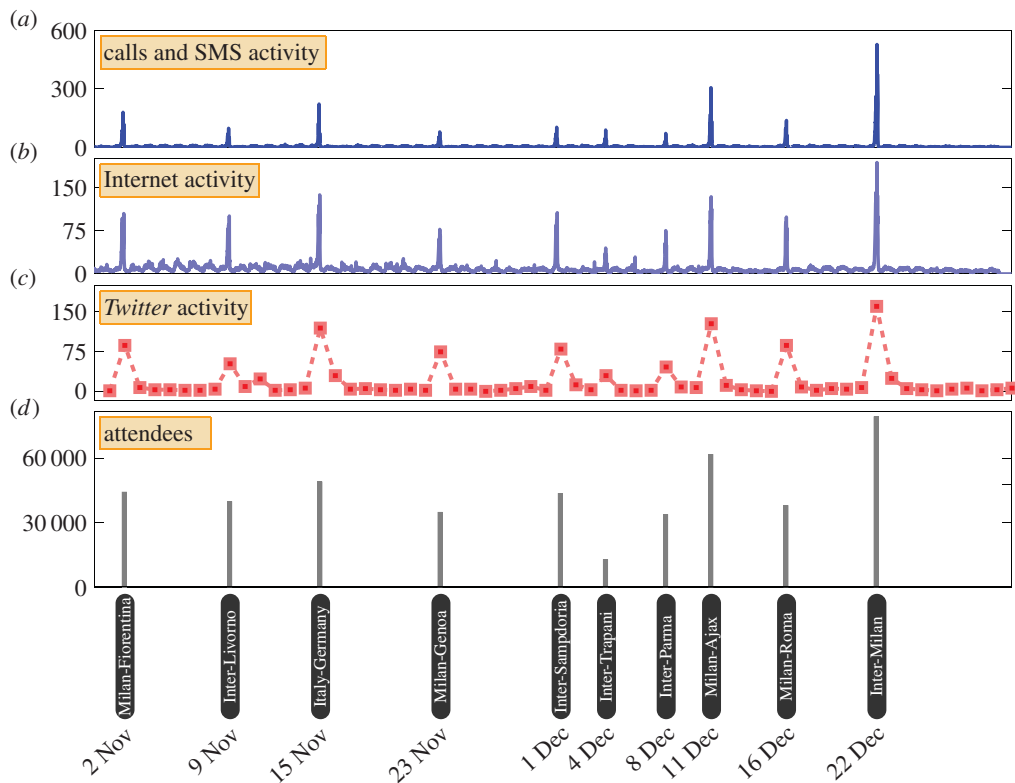 (a)
600
300
0
calls and SMS activity
(b)
150
75
0
Internet activity
(c)
150
75
0
Twitter activity
(d)
60 000
30 000
0
attendees
Milan-Fiorentina
Inter-Livorno
Italy-Germany
Milan-Genoa
Inter-Sampdoria
Inter-Trapani
Inter-Parma
Milan-Ajax
Milan-Roma
Inter-Milan
2 Nov
9 Nov
15 Nov
23 Nov
1 Dec
4 Dec
8 Dec
11 Dec
16 Dec
22 Dec